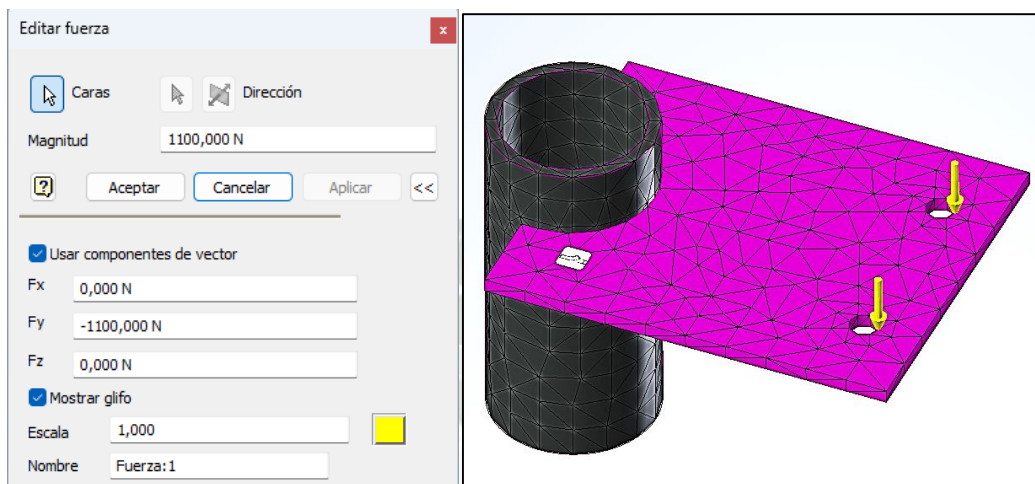 Editar fuerza
x
Caras
Dirección
Magnitud 1100,000 N
? Aceptar Cancelar Aplicar <<
Usar componentes de vector
Fx 0,000 N
Fy -1100,000 N
Fz 0,000 N
Mostrar glifo
Escala 1,000
Nombre Fuerza:1